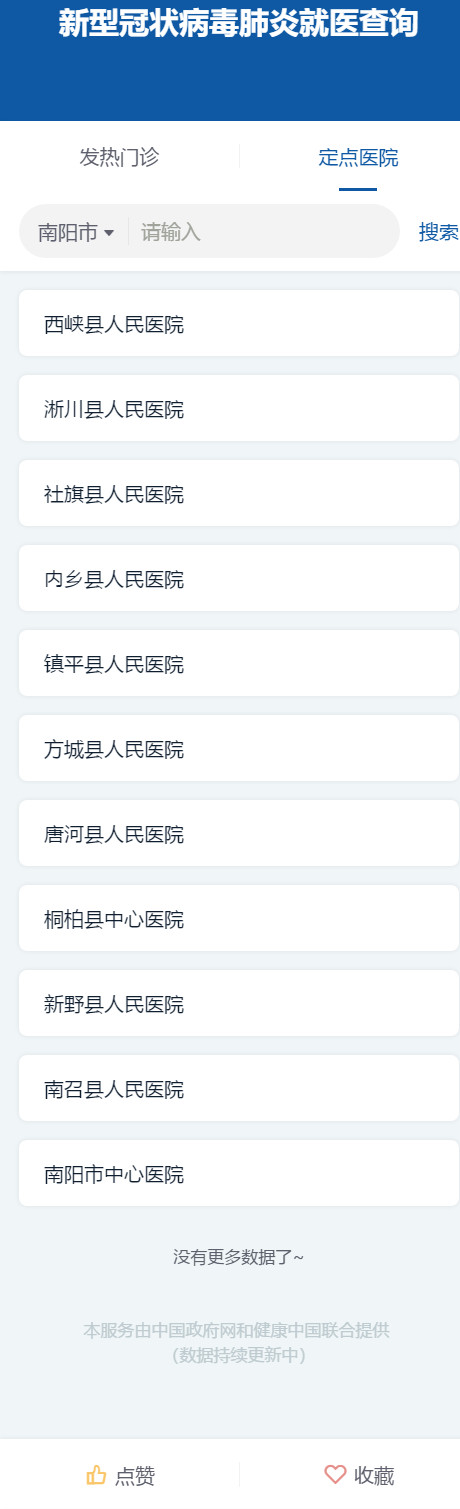 新型冠状病毒肺炎就医查询
发热门诊 定点医院
南阳市 请输入 搜索
西峡县人民医院
淅川县人民医院
社旗县人民医院
内乡县人民医院
镇平县人民医院
方城县人民医院
唐河县人民医院
桐柏县中心医院
新野县人民医院
南召县人民医院
南阳市中心医院
没有更多数据了~
本服务由中国政府网和健康中国联合提供
（数据持续更新中）
点赞 收藏